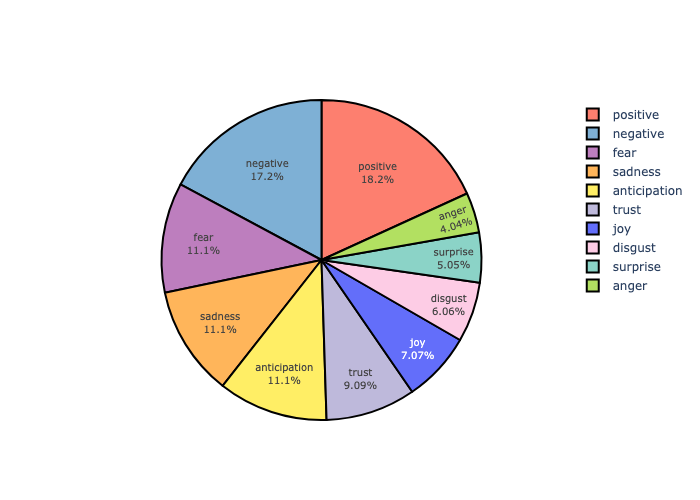 positive
18.2%
anger
4.04%
surprise
5.05%
disgust
6.06%
joy
7.07%
trust
9.09%
anticipation
11.1%
sadness
11.1%
fear
11.1%
negative
17.2%
positive
negative
fear
sadness
anticipation
trust
joy
disgust
surprise
anger